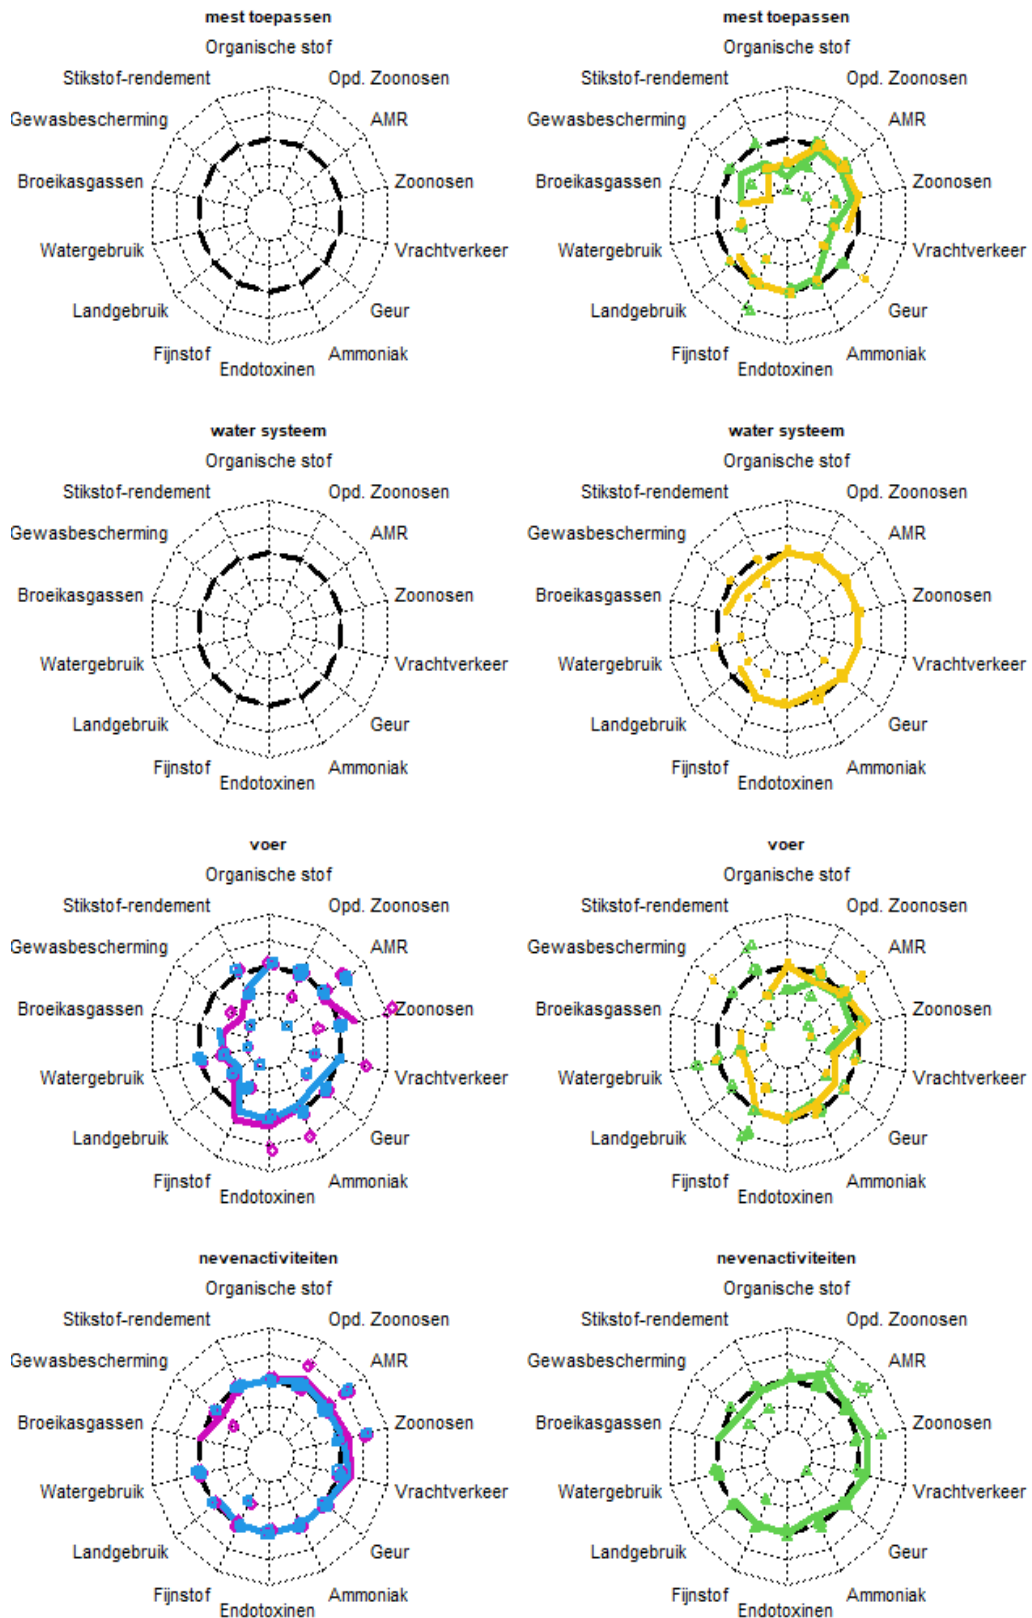 mest toepassen
mest toepassen
Organische stof
Organische stof
Stikstof-rendement
Opd. Zoonosen
Stikstof-rendement
Opd. Zoonosen
Gewasbescherming
AMR
Gewasbescherming
AMR
Broeikasgassen
Zoonosen
Broeikasgassen
Zoonosen
Watergebruik
Vrachtverkeer
Watergebruik
Vrachtverkeer
Landgebruik
Geur
Landgebruik
Geur
Fijnstof
Ammoniak
Fijnstof
Ammoniak
Endotoxinen
Endotoxinen
water systeem
water systeem
Organische stof
Organische stof
Stikstof-rendement
Opd. Zoonosen
Stikstof-rendement
Opd. Zoonosen
Gewasbescherming
AMR
Gewasbescherming
AMR
Broeikasgassen
Zoonosen
Broeikasgassen
Zoonosen
Watergebruik
Vrachtverkeer
Watergebruik
Vrachtverkeer
Landgebruik
Geur
Landgebruik
Geur
Fijnstof
Ammoniak
Fijnstof
Ammoniak
Endotoxinen
Endotoxinen
voer
voer
Organische stof
Organische stof
Stikstof-rendement
Opd. Zoonosen
Stikstof-rendement
Opd. Zoonosen
Gewasbescherming
AMR
Gewasbescherming
AMR
Broeikasgassen
Zoonosen
Broeikasgassen
Zoonosen
Watergebruik
Vrachtverkeer
Watergebruik
Vrachtverkeer
Landgebruik
Geur
Landgebruik
Geur
Fijnstof
Ammoniak
Fijnstof
Ammoniak
Endotoxinen
Endotoxinen
nevenactiviteiten
nevenactiviteiten
Organische stof
Organische stof
Stikstof-rendement
Opd. Zoonosen
Stikstof-rendement
Opd. Zoonosen
Gewasbescherming
AMR
Gewasbescherming
AMR
Broeikasgassen
Zoonosen
Broeikasgassen
Zoonosen
Watergebruik
Vrachtverkeer
Watergebruik
Vrachtverkeer
Landgebruik
Geur
Landgebruik
Geur
Fijnstof
Ammoniak
Fijnstof
Ammoniak
Endotoxinen
Endotoxinen